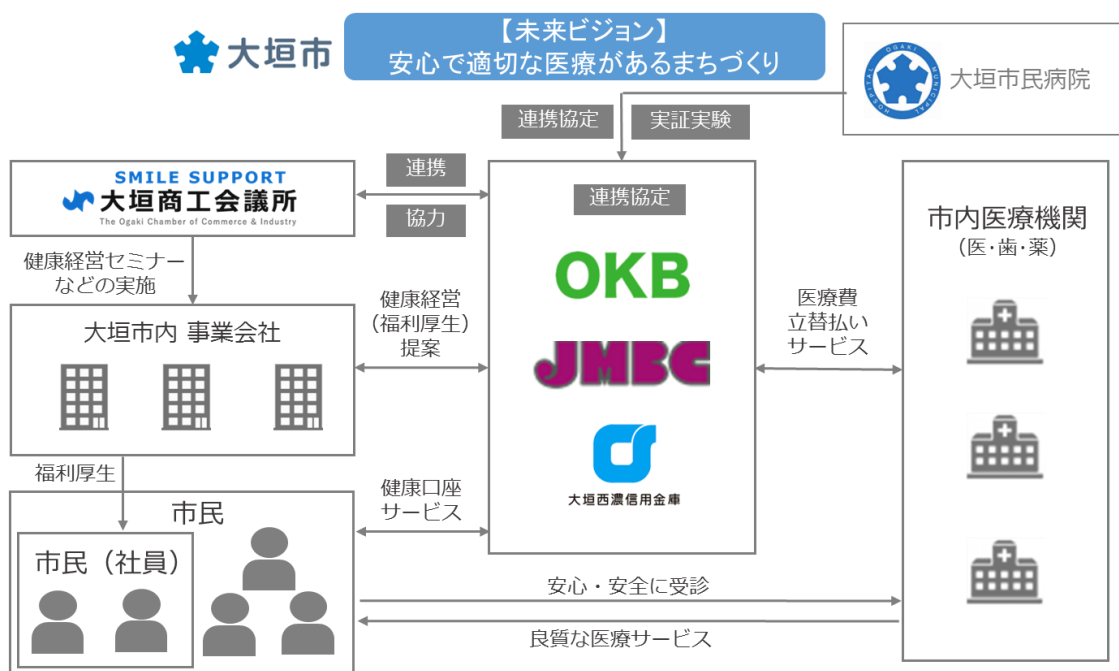 大垣市
【未来ビジョン】
安心で適切な医療があるまちづくり
OGAKI MUNICIPAL HOSPITAL
大垣市民病院
連携協定
実証実験
SMILE SUPPORT
大垣商工会議所
The Ogaki Chamber of Commerce & Industry
連携
協力
連携協定
OKB
JMBC
大垣西濃信用金庫
市内医療機関
(医・歯・薬)
健康経営セミナー
などの実施
大垣市内 事業会社
健康経営
(福利厚生)
提案
医療費
立替払い
サービス
福利厚生
健康口座
サービス
市民
市民(社員)
安心・安全に受診
良質な医療サービス